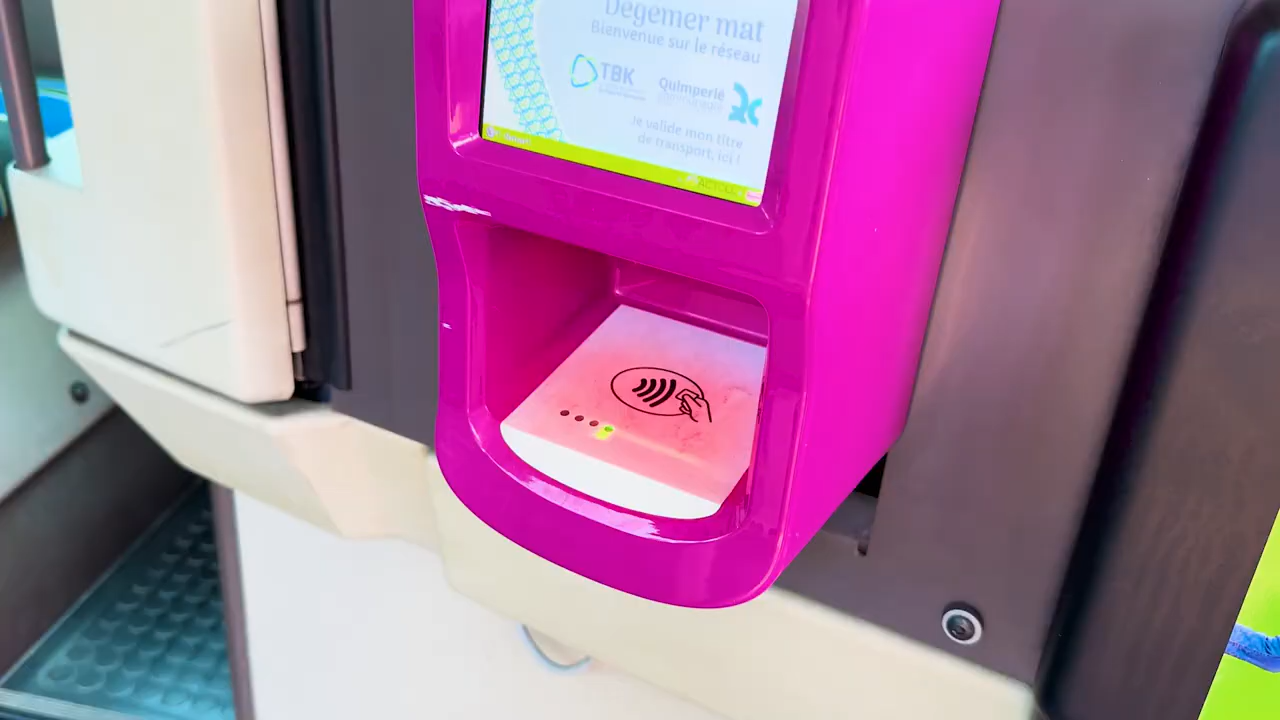 Degemer mat
Bienvenue sur le réseau
TBK
Quimperlé
Je valide mon titre
de transport, ici !